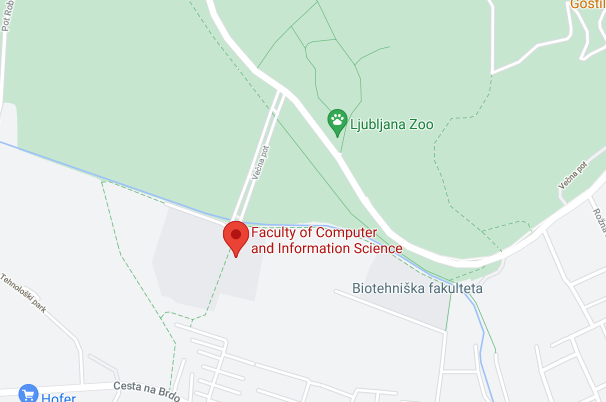 Pot Rob
Gostil
Ljubljana Zoo
Večna pot
Večna pot
Rožna
Faculty of Computer
and Information Science
Biotehniška fakulteta
Tehnološki park
Cesta na Brdo
Hofer